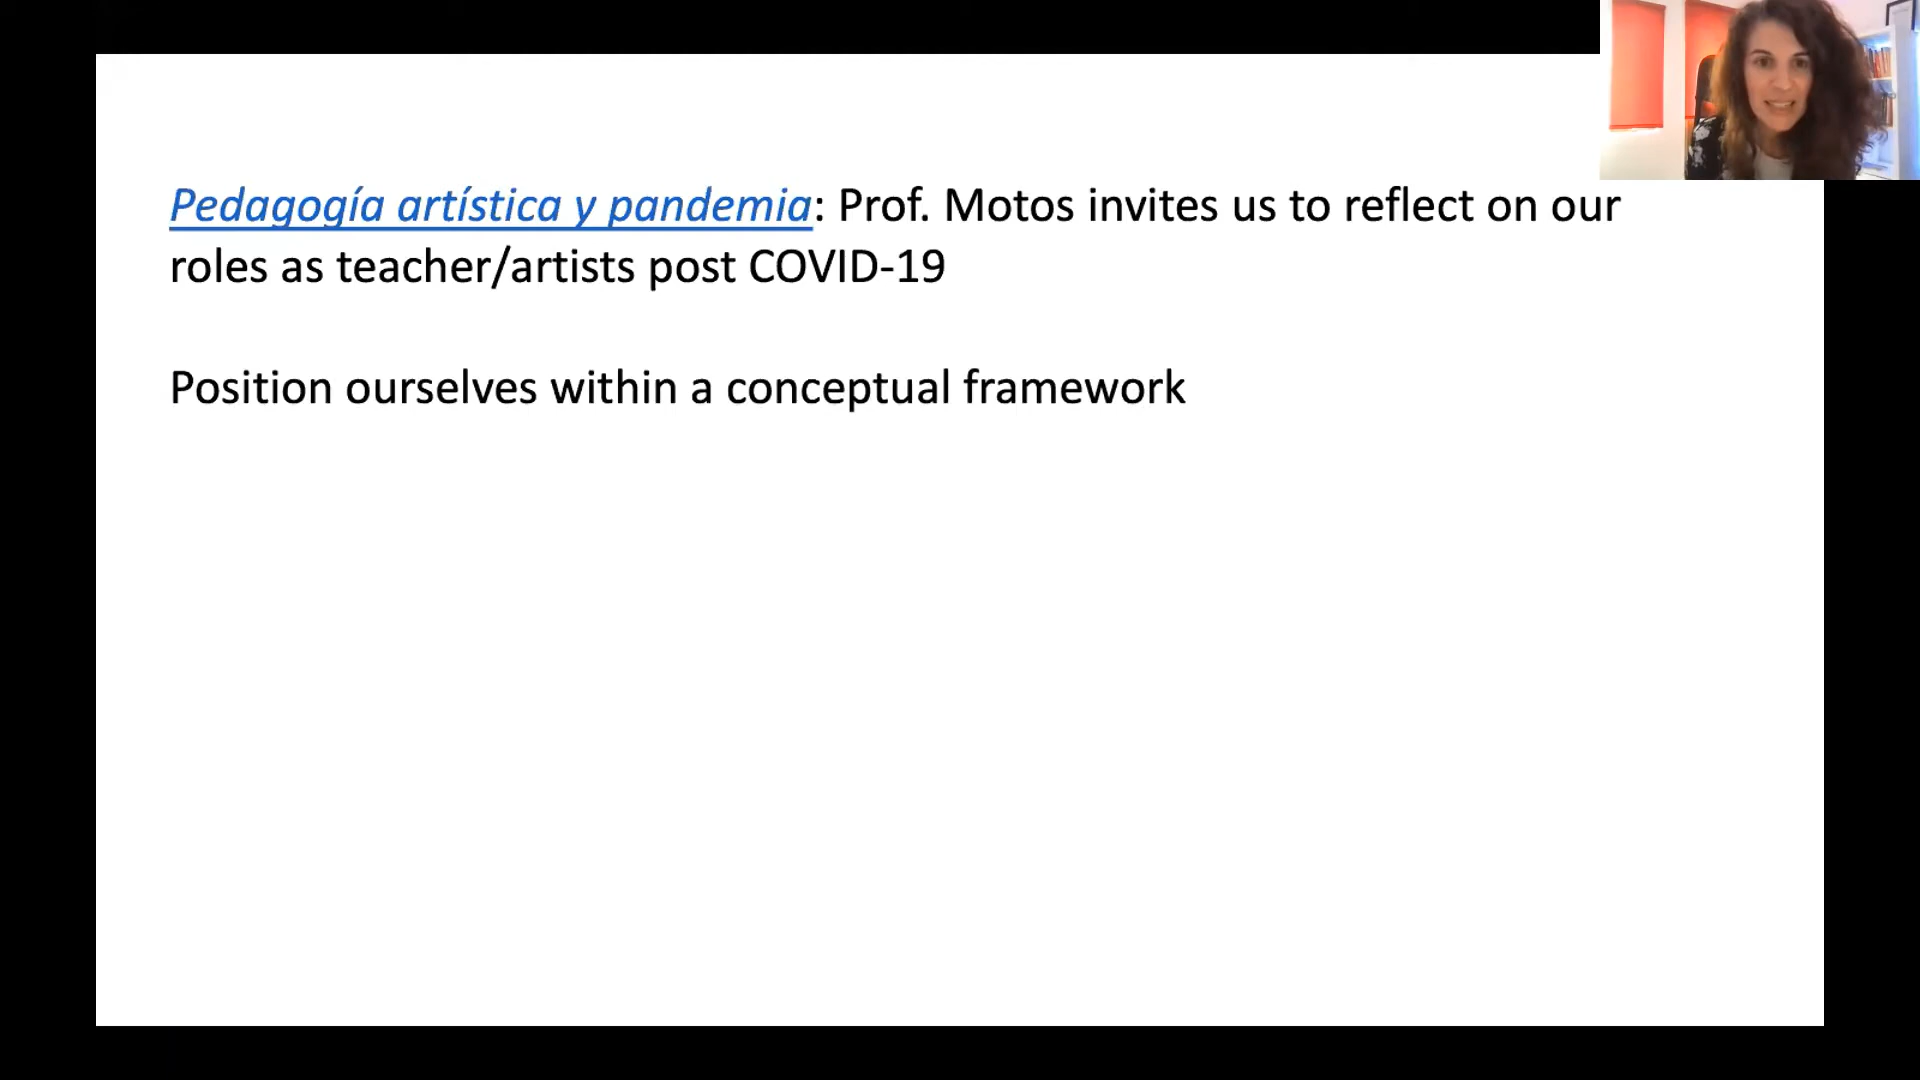 Pedagogía artística y pandemia: Prof. Motos invites us to reflect on our
roles as teacher/artists post COVID-19
Position ourselves within a conceptual framework